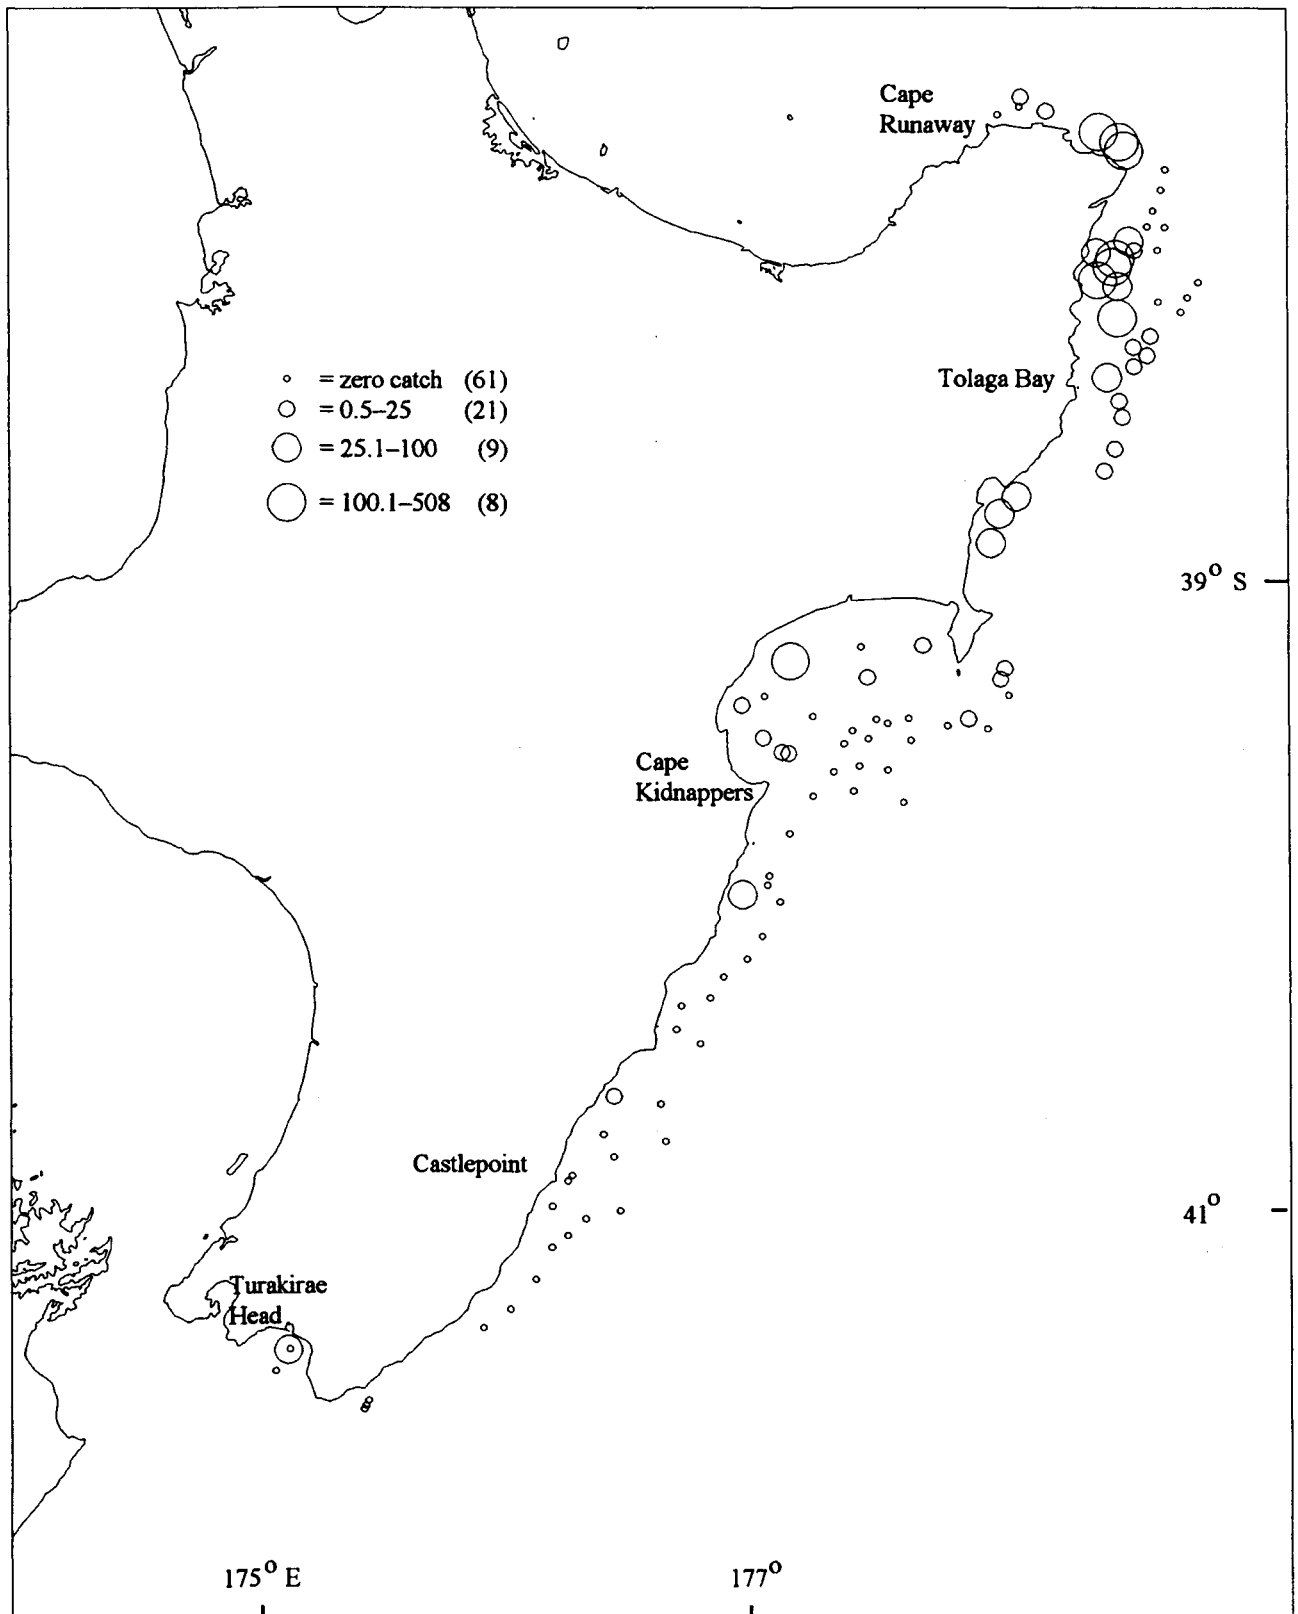 Cape
Runaway
= zero catch (61)
= 0.5–25 (21)
= 25.1–100 (9)
= 100.1–508 (8)
Tolaga Bay
39° S
Cape
Kidnappers
Castlepoint
41°
Turakirae
Head
175° E
177°